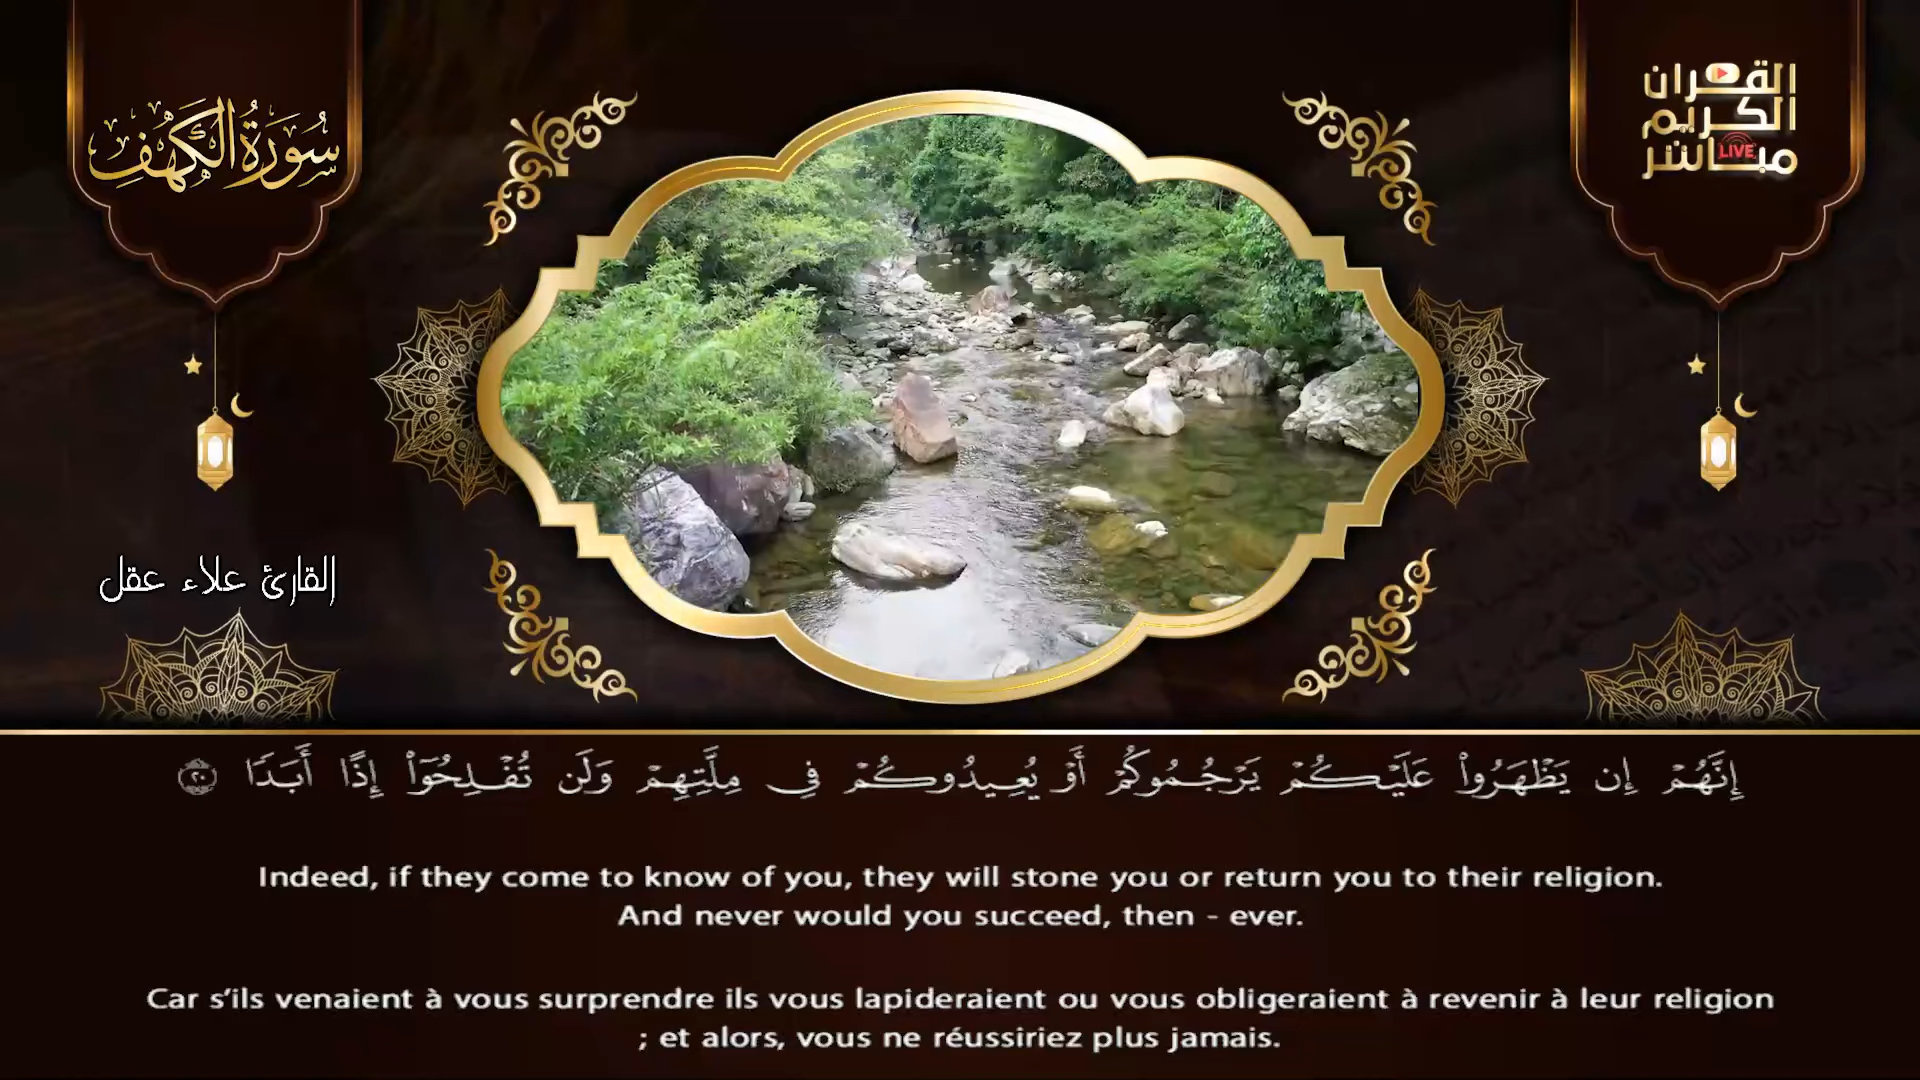 سُورَةُ الكَهْفِ
القران
الكريم
مباشر
LIVE
القارئ علاء عقل
إِنَّهُمْ إِن يَظْهَرُوا۟ عَلَيْكُمْ يَرْجُمُوكُمْ أَوْ يُعِيدُوكُمْ فِى مِلَّتِهِمْ وَلَن تُفْلِحُوٓا۟ إِذًا أَبَدًا ٢٠
Indeed, if they come to know of you, they will stone you or return you to their religion.
And never would you succeed, then - ever.
Car s'ils venaient à vous surprendre ils vous lapideraient ou vous obligeraient à revenir à leur religion
; et alors, vous ne réussiriez plus jamais.